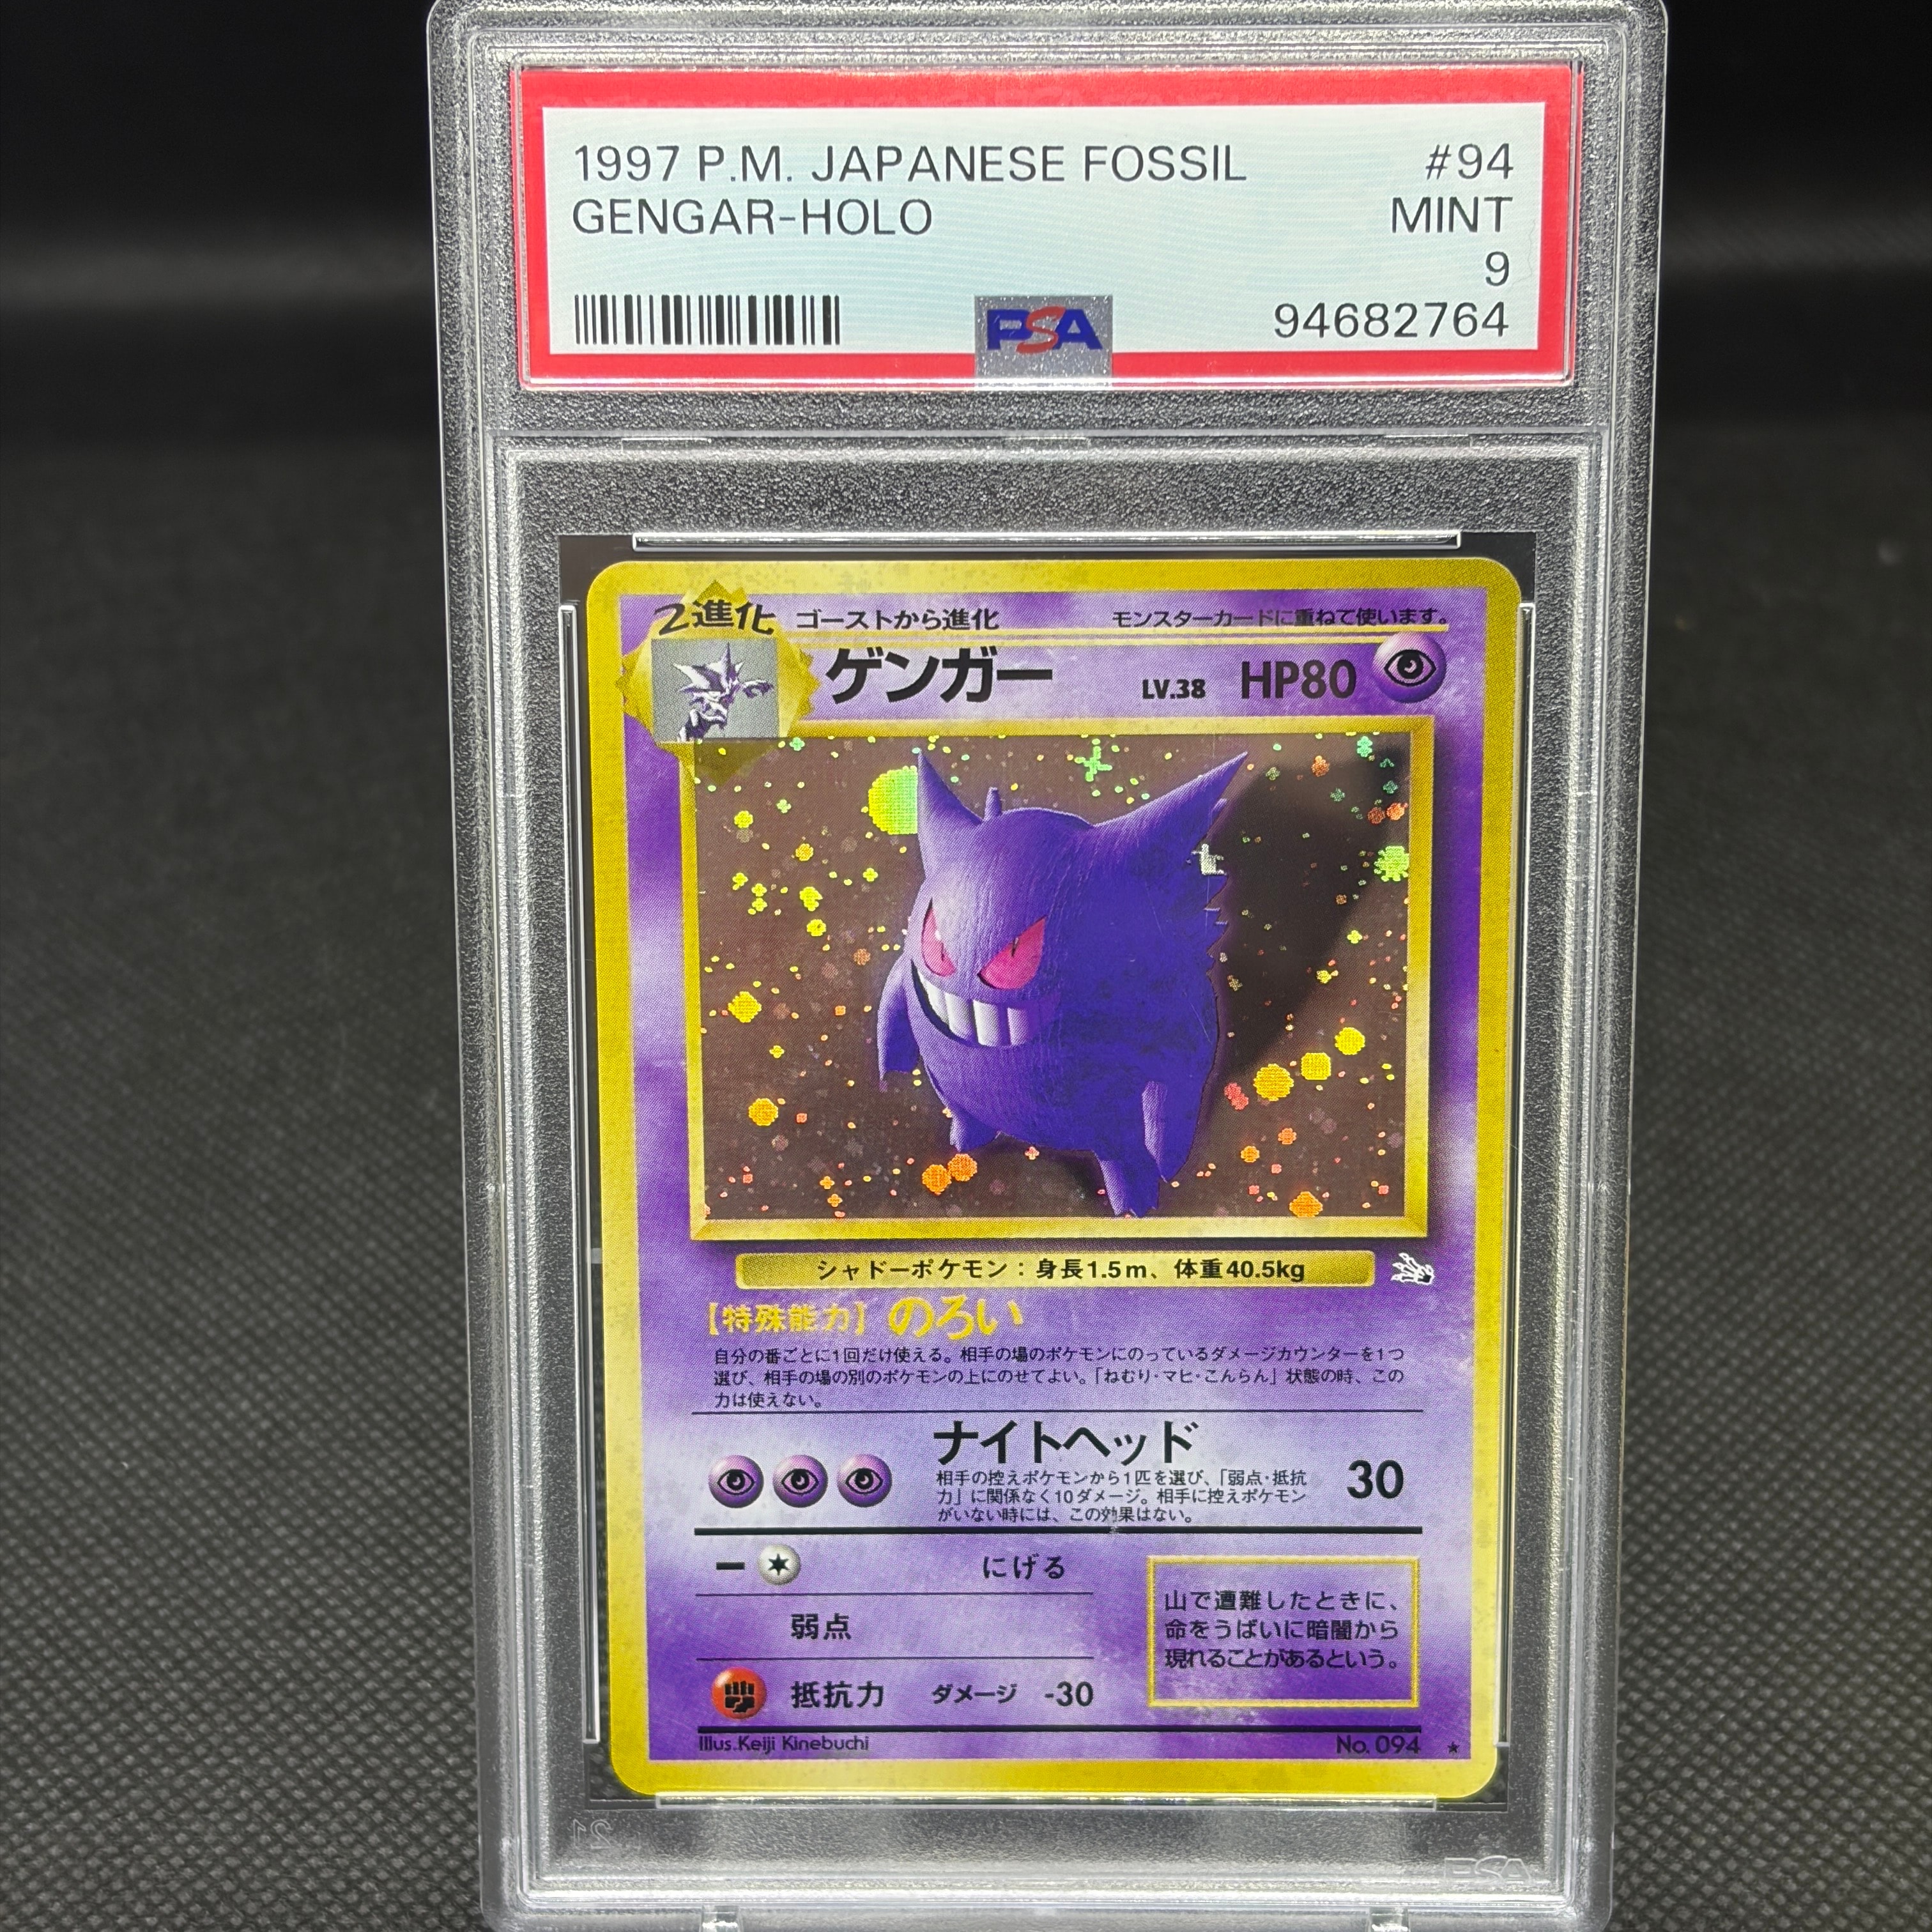 1997 P.M. JAPANESE FOSSIL #94
GENGAR-HOLO MINT
9
PSA 94682764
2進化 ゴーストから進化 モンスターカードに重ねて使います。
ゲンガー LV.38 HP80
シャドーポケモン：身長1.5m、体重40.5kg
【特殊能力】 のろい
自分の番ごとに1回だけ使える。相手の場のポケモンにのっているダメージカウンターを1つ
選び、相手の場の別のポケモンの上にのせてよい。「ねむり・マヒ・こんらん」状態の時、この
力は使えない。
ナイトヘッド 30
相手の控えポケモンから1匹を選び、「弱点・抵抗
力」に関係なく10ダメージ。相手に控えポケモン
がいない時には、この効果はない。
にげる
弱点
抵抗力 ダメージ -30
山で遭難したときに、
命をうばいに暗闇から
現れることがあるという。
Illus.Keiji Kinebuchi No. 094 ★
PSA